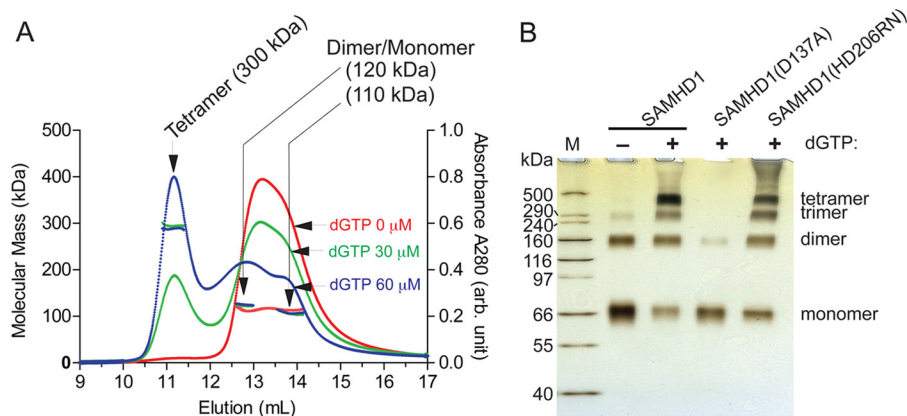 A
Tetramer (300 kDa)
Dimer/Monomer
(120 kDa)
(110 kDa)
Molecular Mass (kDa)
500
400
300
200
100
0
Absorbance A280 (arb. unit)
1.0
0.8
0.6
0.4
0.2
0.0
dGTP 0 μM
dGTP 30 μM
dGTP 60 μM
9 10 11 12 13 14 15 16 17
Elution (mL)
B
SAMHD1
SAMHD1(D137A)
SAMHD1(HD206RN)
M – + + + dGTP:
kDa
500
290
240
160
116
97
66
55
40
tetramer
trimer
dimer
monomer